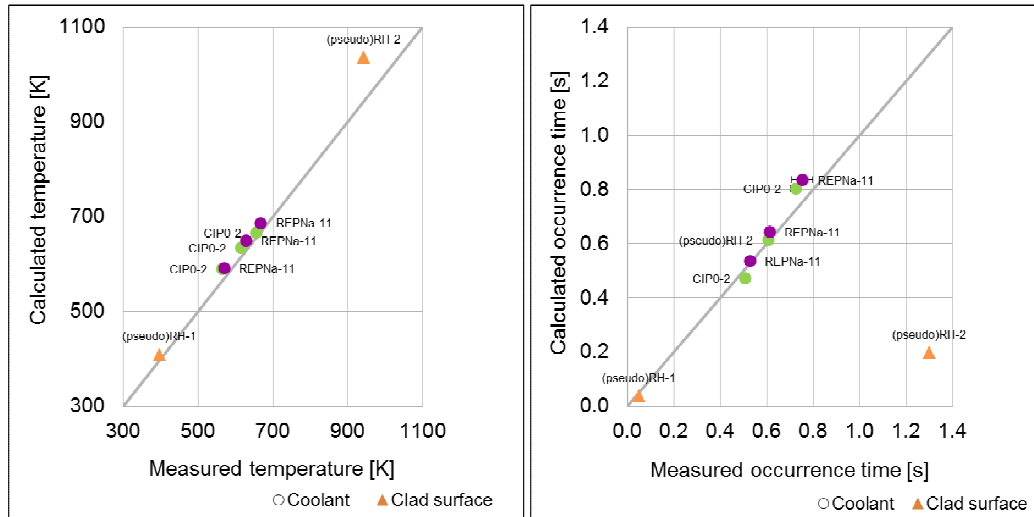 1100
900
700
500
300
Calculated temperature [K]
(pseudo)RH-2
CIP0-2
REPNa-11
CIP0-2
REPNa-11
CIP0-2
REPNa-11
(pseudo)RH-1
300
500
700
900
1100
Measured temperature [K]
Coolant
Clad surface
1.4
1.2
1.0
0.8
0.6
0.4
0.2
0.0
Calculated occurrence time [s]
REPNa-11
CIP0-2
REPNa-11
(pseudo)RH-2
REPNa-11
CIP0-2
(pseudo)RH-2
(pseudo)RH-1
0.0
0.2
0.4
0.6
0.8
1.0
1.2
1.4
Measured occurrence time [s]
Coolant
Clad surface